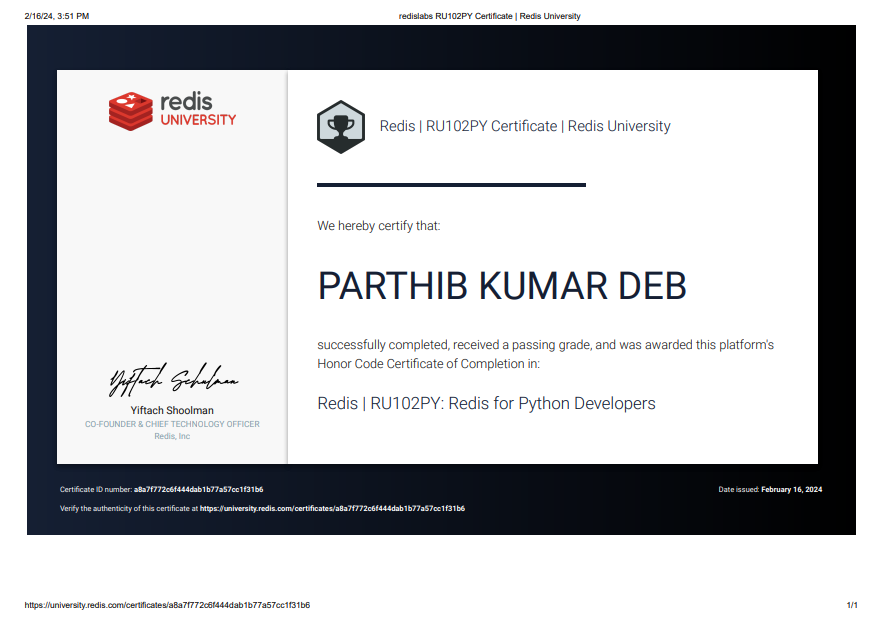 2/16/24, 3:51 PM
redislabs RU102PY Certificate | Redis University
redis
UNIVERSITY
Redis | RU102PY Certificate | Redis University
We hereby certify that:
PARTHIB KUMAR DEB
successfully completed, received a passing grade, and was awarded this platform's
Honor Code Certificate of Completion in:
Redis | RU102PY: Redis for Python Developers
Yiftach Schulman
Yiftach Shoolman
CO-FOUNDER & CHIEF TECHNOLOGY OFFICER
Redis, Inc
Certificate ID number: a8a7f772c6f444dab1b77a57cc1f31b6
Date issued: February 16, 2024
Verify the authenticity of this certificate at https://university.redis.com/certificates/a8a7f772c6f444dab1b77a57cc1f31b6
https://university.redis.com/certificates/a8a7f772c6f444dab1b77a57cc1f31b6
1/1